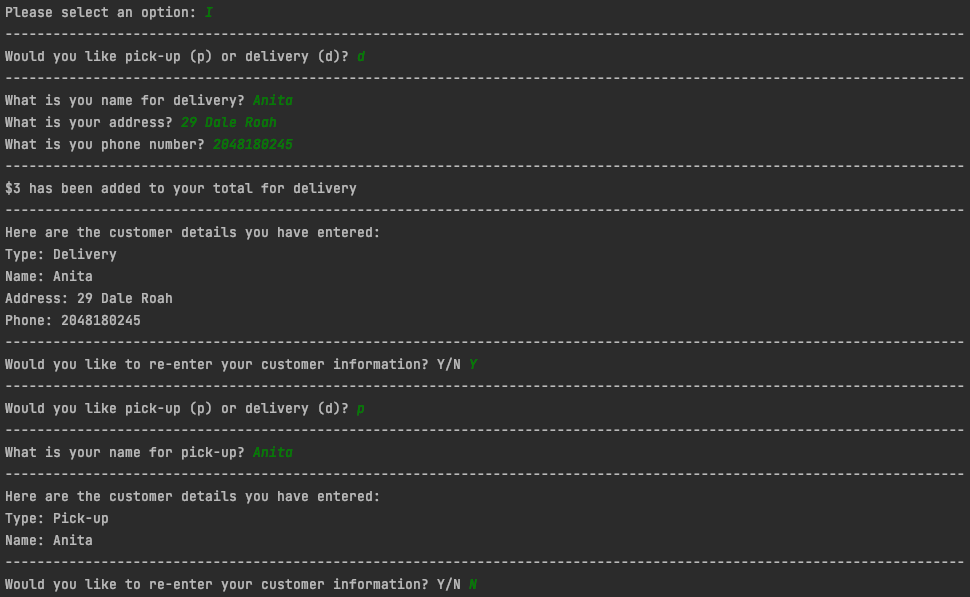 Please select an option: I
------------------------------------------------------------------------------------------------------------------------
Would you like pick-up (p) or delivery (d)? d
------------------------------------------------------------------------------------------------------------------------
What is you name for delivery? Anita
What is your address? 29 Dale Roah
What is you phone number? 2048180245
------------------------------------------------------------------------------------------------------------------------
$3 has been added to your total for delivery
------------------------------------------------------------------------------------------------------------------------
Here are the customer details you have entered:
Type: Delivery
Name: Anita
Address: 29 Dale Roah
Phone: 2048180245
------------------------------------------------------------------------------------------------------------------------
Would you like to re-enter your customer information? Y/N Y
------------------------------------------------------------------------------------------------------------------------
Would you like pick-up (p) or delivery (d)? p
------------------------------------------------------------------------------------------------------------------------
What is your name for pick-up? Anita
------------------------------------------------------------------------------------------------------------------------
Here are the customer details you have entered:
Type: Pick-up
Name: Anita
------------------------------------------------------------------------------------------------------------------------
Would you like to re-enter your customer information? Y/N N